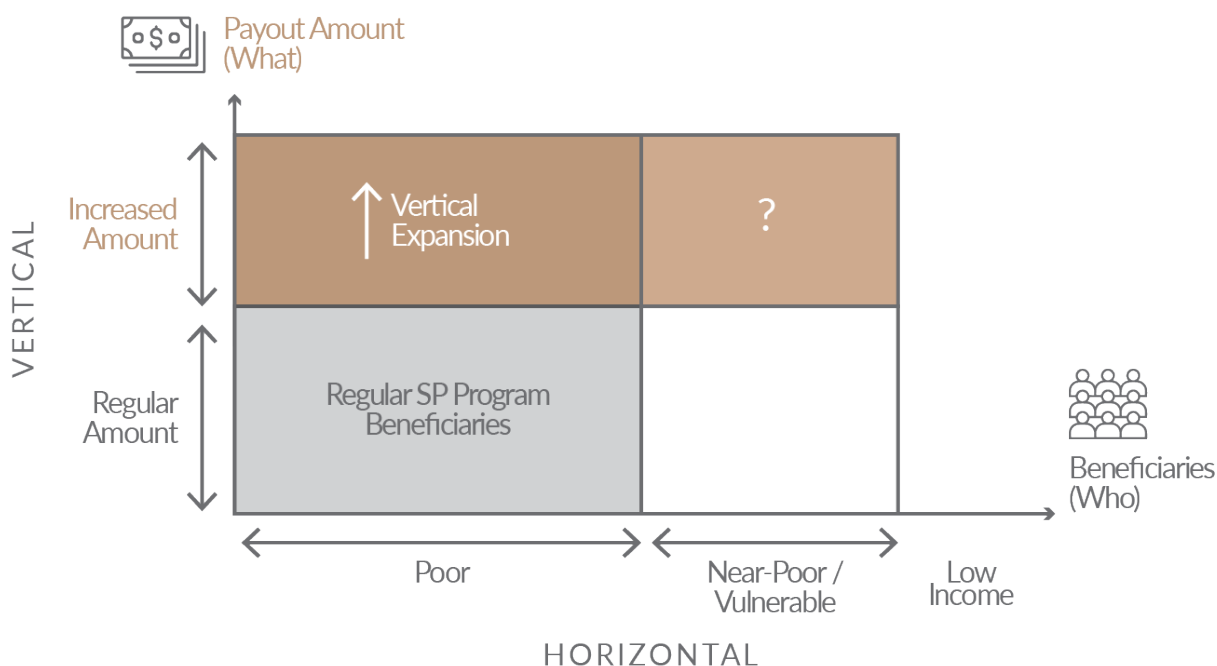 $
Payout Amount
(What)
Increased
Amount
VERTICAL
Vertical
Expansion
?
Regular
Amount
Regular SP Program
Beneficiaries
Beneficiaries
(Who)
Poor
Near-Poor /
Vulnerable
Low
Income
HORIZONTAL